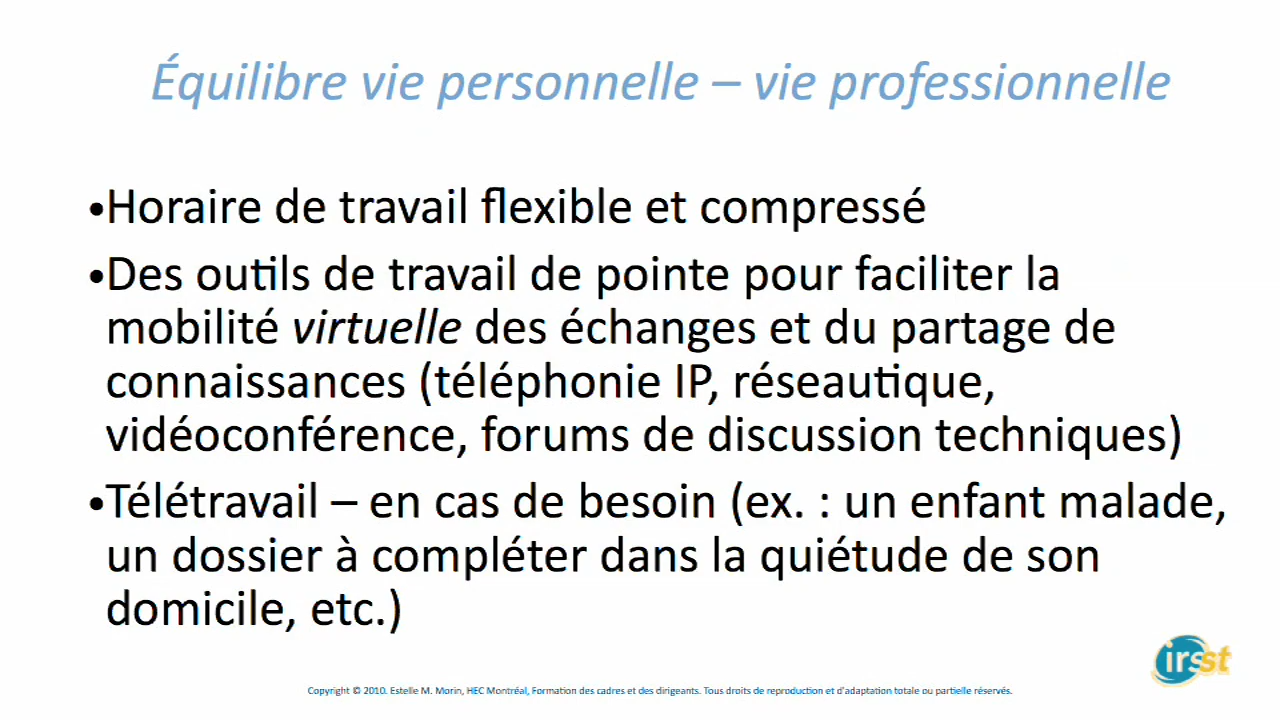 Équilibre vie personnelle – vie professionnelle
•Horaire de travail flexible et compressé
•Des outils de travail de pointe pour faciliter la
mobilité virtuelle des échanges et du partage de
connaissances (téléphonie IP, réseautique,
vidéoconférence, forums de discussion techniques)
•Télétravail – en cas de besoin (ex. : un enfant malade,
un dossier à compléter dans la quiétude de son
domicile, etc.)
irsst
Copyright © 2010. Estelle M. Morin, HEC Montréal, Formation des cadres et des dirigeants. Tous droits de reproduction et d'adaptation totale ou partielle réservés.